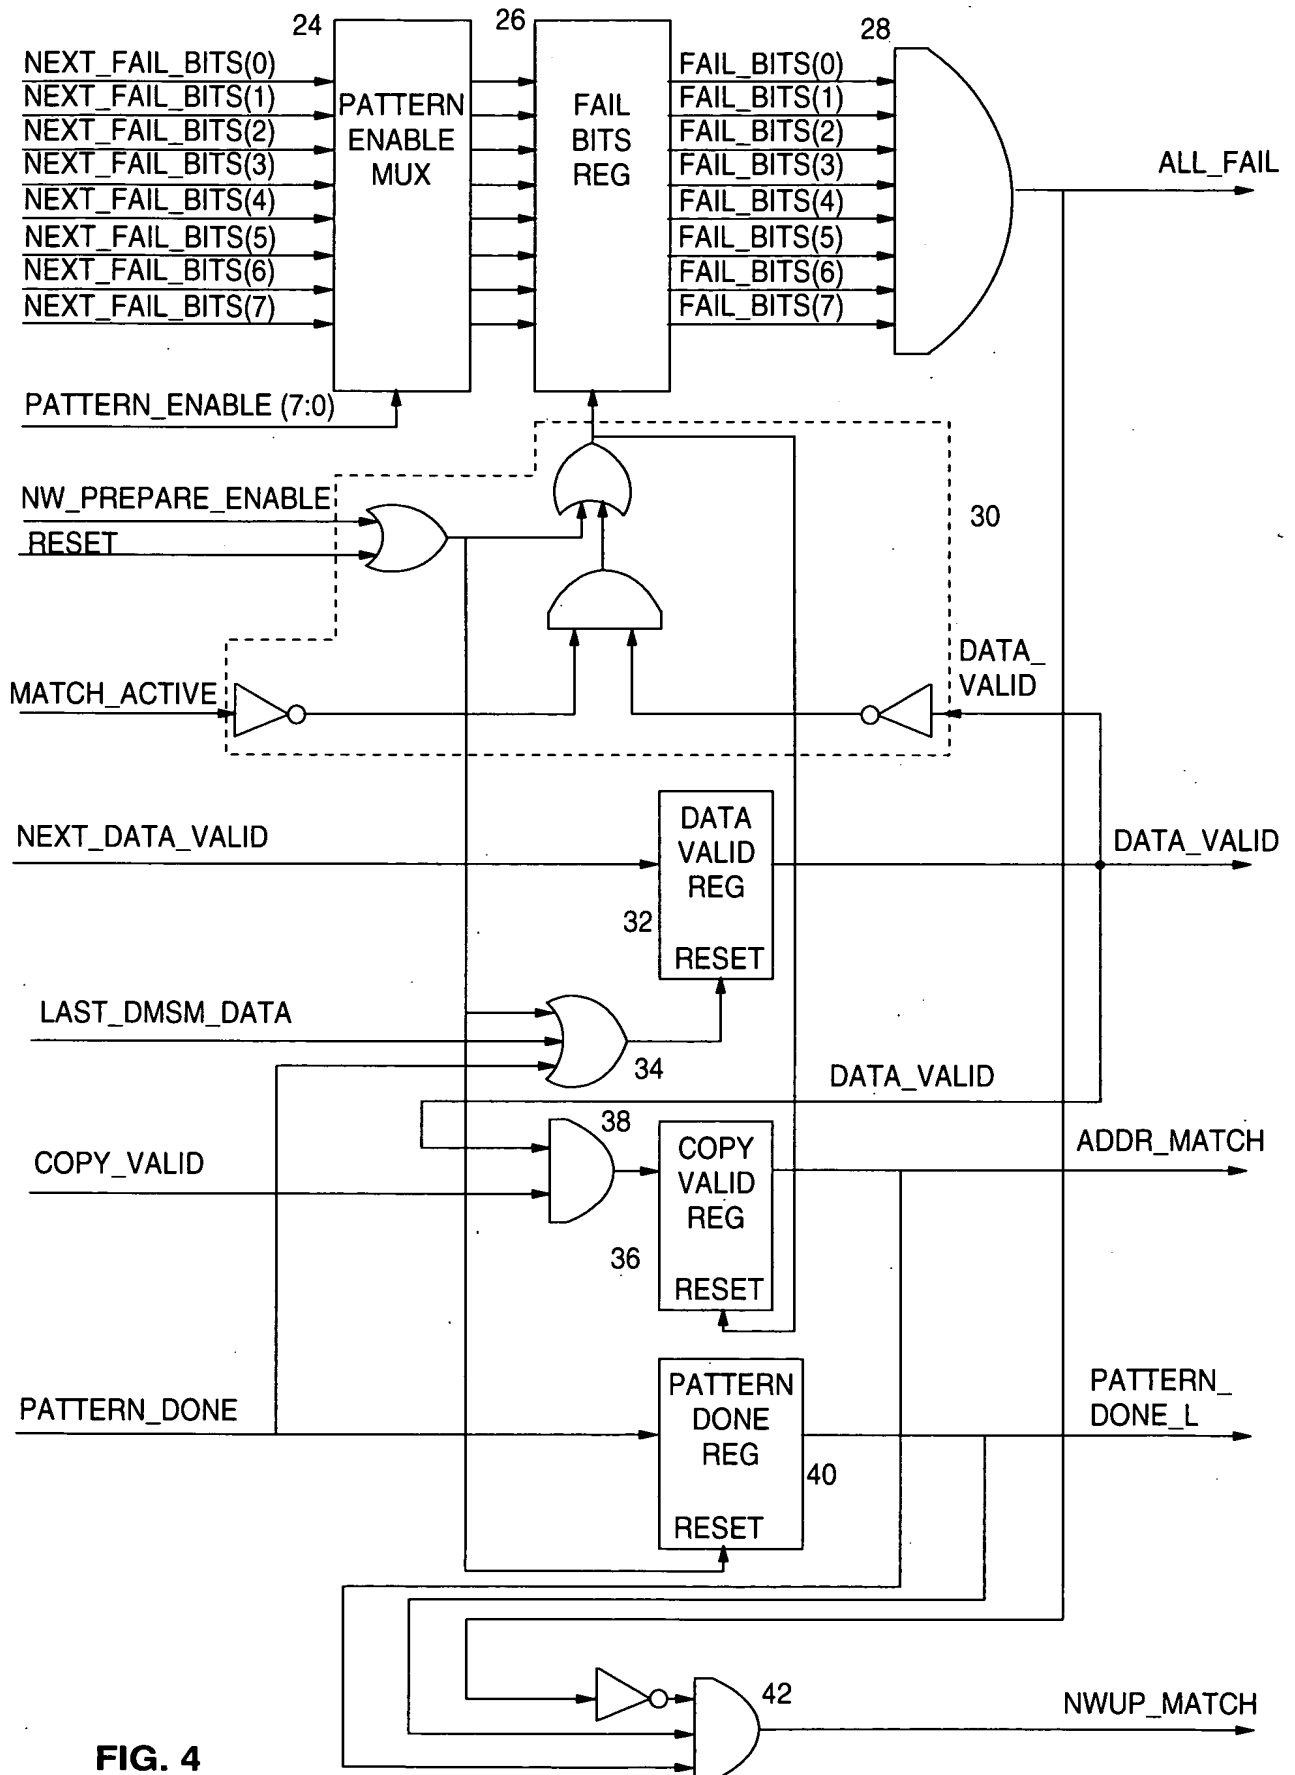 24
26
28
NEXT_FAIL_BITS(0)
NEXT_FAIL_BITS(1)
NEXT_FAIL_BITS(2)
NEXT_FAIL_BITS(3)
NEXT_FAIL_BITS(4)
NEXT_FAIL_BITS(5)
NEXT_FAIL_BITS(6)
NEXT_FAIL_BITS(7)
PATTERN
ENABLE
MUX
FAIL
BITS
REG
FAIL_BITS(0)
FAIL_BITS(1)
FAIL_BITS(2)
FAIL_BITS(3)
FAIL_BITS(4)
FAIL_BITS(5)
FAIL_BITS(6)
FAIL_BITS(7)
ALL_FAIL
PATTERN_ENABLE (7:0)
NW_PREPARE_ENABLE
RESET
30
MATCH_ACTIVE
DATA_
VALID
NEXT_DATA_VALID
DATA
VALID
REG
32
RESET
DATA_VALID
LAST_DMSM_DATA
34
DATA_VALID
38
COPY_VALID
COPY
VALID
REG
36
RESET
ADDR_MATCH
PATTERN_DONE
PATTERN
DONE
REG
40
RESET
PATTERN_
DONE_L
42
NWUP_MATCH
FIG. 4